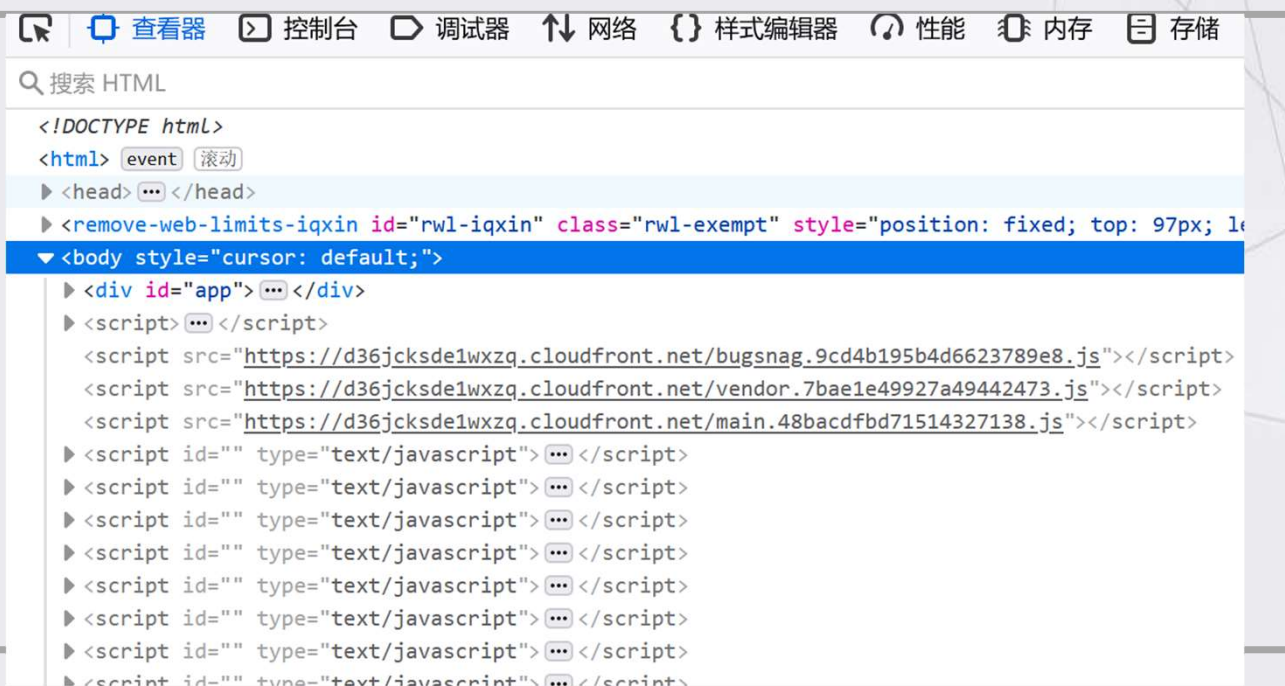 查看器 控制台 调试器 网络 {} 样式编辑器 性能 内存 存储
搜索 HTML
<!DOCTYPE html>
<html> event 滚动
<head> ••• </head>
<remove-web-limits-iqxin id="rwl-iqxin" class="rwl-exempt" style="position: fixed; top: 97px; le
<body style="cursor: default;">
<div id="app"> ••• </div>
<script> ••• </script>
<script src="https://d36jcksde1wxzq.cloudfront.net/bugsnag.9cd4b195b4d6623789e8.js"></script>
<script src="https://d36jcksde1wxzq.cloudfront.net/vendor.7bae1e49927a49442473.js"></script>
<script src="https://d36jcksde1wxzq.cloudfront.net/main.48bacdfbd71514327138.js"></script>
<script id="" type="text/javascript"> ••• </script>
<script id="" type="text/javascript"> ••• </script>
<script id="" type="text/javascript"> ••• </script>
<script id="" type="text/javascript"> ••• </script>
<script id="" type="text/javascript"> ••• </script>
<script id="" type="text/javascript"> ••• </script>
<script id="" type="text/javascript"> ••• </script>
<script id="" type="text/javascript"> ••• </script>